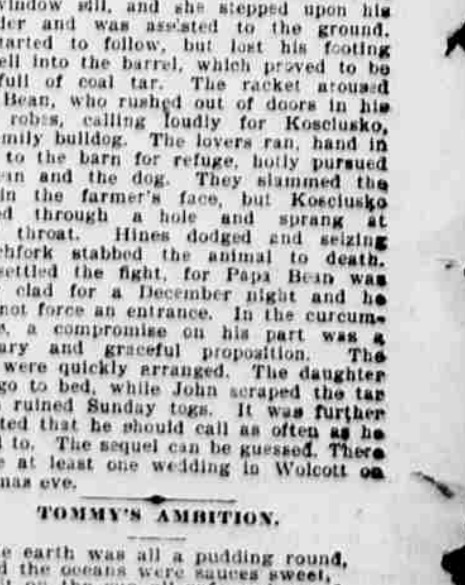 window sill, and she stepped upon his
der and was assisted to the ground.
tarted to follow, but lost his footing
ell into the barrel, which proved to be
full of coal tar. The racket aroused
Bean, who rushed out of doors in his
robes, calling loudly for Kosciusko,
mily bulldog. The lovers ran, hand in
to the barn for refuge, hotly pursued
an and the dog. They slammed the
in the farmer's face, but Kosciusko
ed through a hole and sprang at
throat. Hines dodged and seizing
chfork stabbed the animal to death.
settled the fight, for Papa Bean was
clad for a December night and he
not force an entrance. In the curcum-
s, a compromise on his part was a
ary and graceful proposition. The
were quickly arranged. The daughter
go to bed, while John scraped the tar
ruined Sunday togs. It was further
ted that he should call as often as he
d to. The sequel can be guessed. There
e at least one wedding in Wolcott on
mas eve.
TOMMY'S AMBITION.
e earth was all a pudding round,
d the oceans were sauces sweet,